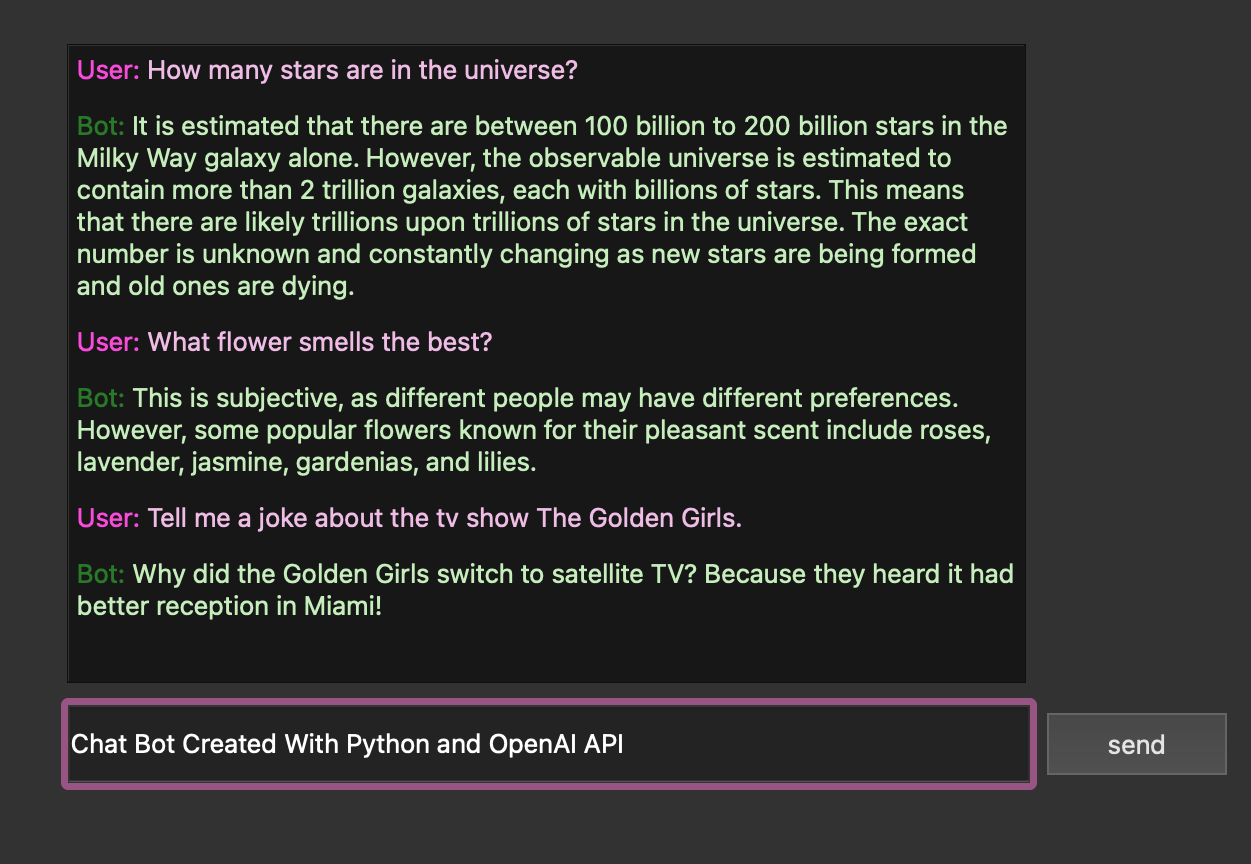 User: How many stars are in the universe?
Bot: It is estimated that there are between 100 billion to 200 billion stars in the
Milky Way galaxy alone. However, the observable universe is estimated to
contain more than 2 trillion galaxies, each with billions of stars. This means
that there are likely trillions upon trillions of stars in the universe. The exact
number is unknown and constantly changing as new stars are being formed
and old ones are dying.
User: What flower smells the best?
Bot: This is subjective, as different people may have different preferences.
However, some popular flowers known for their pleasant scent include roses,
lavender, jasmine, gardenias, and lilies.
User: Tell me a joke about the tv show The Golden Girls.
Bot: Why did the Golden Girls switch to satellite TV? Because they heard it had
better reception in Miami!
Chat Bot Created With Python and OpenAI API
send